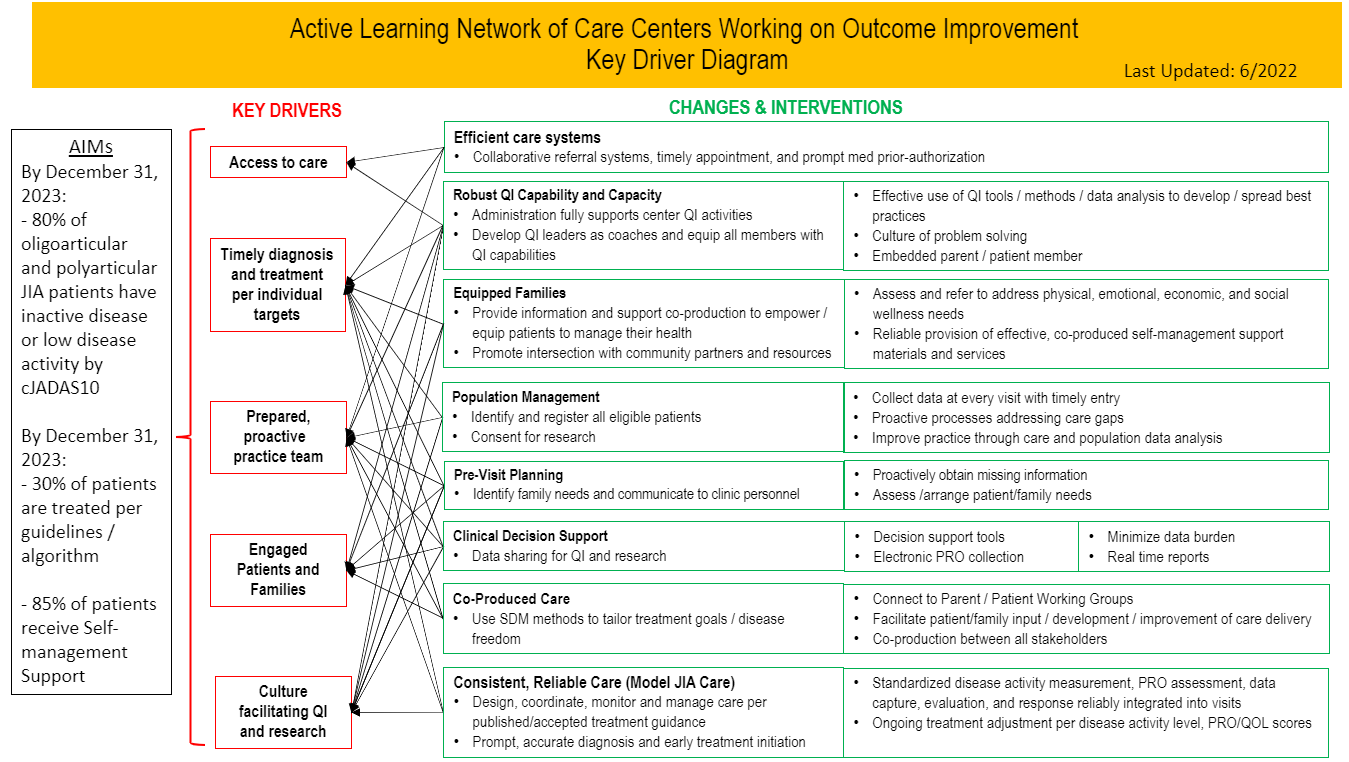 Active Learning Network of Care Centers Working on Outcome Improvement
Key Driver Diagram
Last Updated: 6/2022
KEY DRIVERS
CHANGES & INTERVENTIONS
AIMs
By December 31,
2023:
- 80% of
oligoarticular
and polyarticular
JIA patients have
inactive disease
or low disease
activity by
cJADAS10
By December 31,
2023:
- 30% of patients
are treated per
guidelines /
algorithm
- 85% of patients
receive Self-
management
Support
Access to care
Timely diagnosis
and treatment
per individual
targets
Prepared,
proactive
practice team
Engaged
Patients and
Families
Culture
facilitating QI
and research
Efficient care systems
• Collaborative referral systems, timely appointment, and prompt med prior-authorization
Robust QI Capability and Capacity
• Administration fully supports center QI activities
• Develop QI leaders as coaches and equip all members with
QI capabilities
• Effective use of QI tools / methods / data analysis to develop / spread best
practices
• Culture of problem solving
• Embedded parent / patient member
Equipped Families
• Provide information and support co-production to empower /
equip patients to manage their health
• Promote intersection with community partners and resources
• Assess and refer to address physical, emotional, economic, and social
wellness needs
• Reliable provision of effective, co-produced self-management support
materials and services
Population Management
• Identify and register all eligible patients
• Consent for research
• Collect data at every visit with timely entry
• Proactive processes addressing care gaps
• Improve practice through care and population data analysis
Pre-Visit Planning
• Identify family needs and communicate to clinic personnel
• Proactively obtain missing information
• Assess /arrange patient/family needs
Clinical Decision Support
• Data sharing for QI and research
• Decision support tools
• Electronic PRO collection
• Minimize data burden
• Real time reports
Co-Produced Care
• Use SDM methods to tailor treatment goals / disease
freedom
• Connect to Parent / Patient Working Groups
• Facilitate patient/family input / development / improvement of care delivery
• Co-production between all stakeholders
Consistent, Reliable Care (Model JIA Care)
• Design, coordinate, monitor and manage care per
published/accepted treatment guidance
• Prompt, accurate diagnosis and early treatment initiation
• Standardized disease activity measurement, PRO assessment, data
capture, evaluation, and response reliably integrated into visits
• Ongoing treatment adjustment per disease activity level, PRO/QOL scores